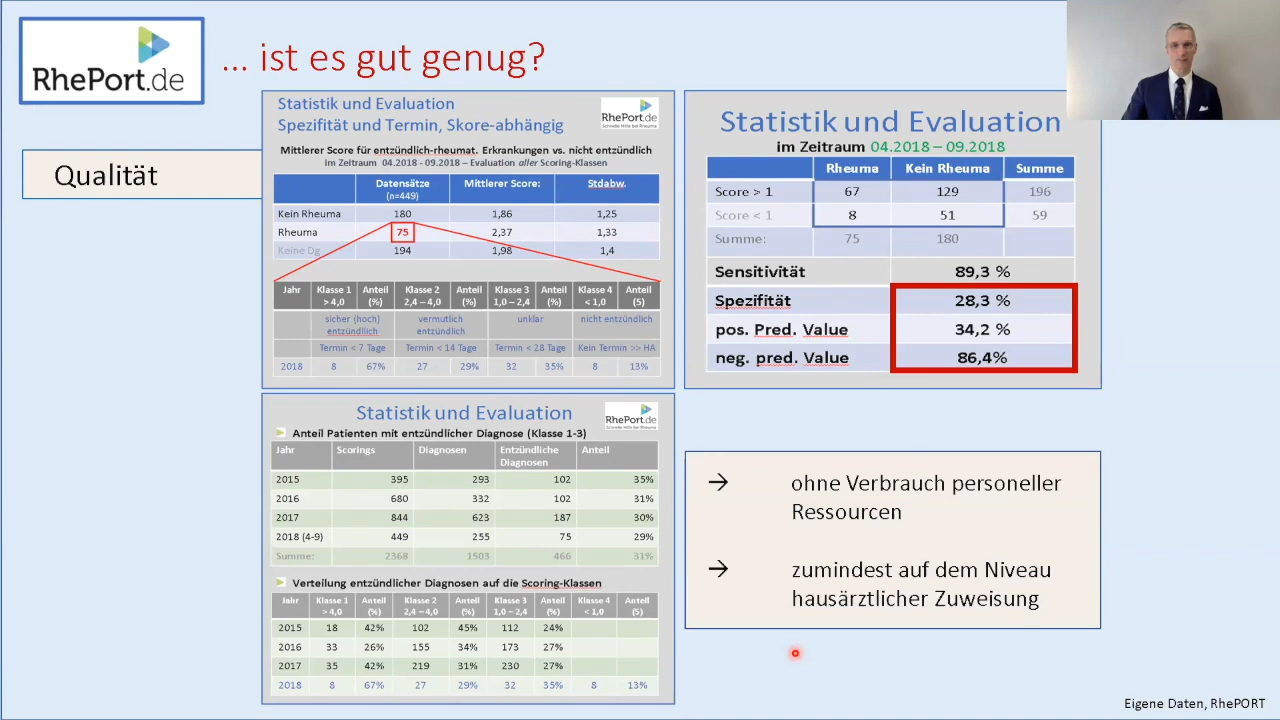 RhePort.de
... ist es gut genug?
Qualität
Statistik und Evaluation
Spezifität und Termin, Skore-abhängig
RhePort.de
Schnelle Hilfe bei Rheuma
Mittlerer Score für entzündlich-rheumat. Erkrankungen vs. nicht entzündlich
im Zeitraum 04.2018 - 09.2018 – Evaluation aller Scoring-Klassen
Datensätze (n=449) Mittlerer Score: Stdabw.
Kein Rheuma 180 1,86 1,25
Rheuma 75 2,37 1,33
Keine Dg 194 1,98 1,4
Jahr Klasse 1 > 4,0 Anteil (%) Klasse 2 2,4 – 4,0 Anteil (%) Klasse 3 1,0 – 2,4 Anteil (%) Klasse 4 < 1,0 Anteil (5)
sicher (hoch) entzündlich vermutlich entzündlich unklar nicht entzündlich
Termin < 7 Tage Termin < 14 Tage Termin < 28 Tage Kein Termin >> HA
2018 8 67% 27 29% 32 35% 8 13%
Statistik und Evaluation
im Zeitraum 04.2018 – 09.2018
Rheuma Kein Rheuma Summe
Score > 1 67 129 196
Score < 1 8 51 59
Summe: 75 180
Sensitivität 89,3 %
Spezifität 28,3 %
pos. Pred. Value 34,2 %
neg. pred. Value 86,4%
Statistik und Evaluation
RhePort.de
Schnelle Hilfe bei Rheuma
Anteil Patienten mit entzündlicher Diagnose (Klasse 1-3)
Jahr Scorings Diagnosen Entzündliche Diagnosen Anteil
2015 395 293 102 35%
2016 680 332 102 31%
2017 844 623 187 30%
2018 (4-9) 449 255 75 29%
Summe: 2368 1503 466 31%
Verteilung entzündlicher Diagnosen auf die Scoring-Klassen
Jahr Klasse 1 > 4,0 Anteil (%) Klasse 2 2,4 – 4,0 Anteil (%) Klasse 3 1,0 – 2,4 Anteil (%) Klasse 4 < 1,0 Anteil (5)
2015 18 42% 102 45% 112 24%
2016 33 26% 155 34% 173 27%
2017 35 42% 219 31% 230 27%
2018 8 67% 27 29% 32 35% 8 13%
→ ohne Verbrauch personeller
Ressourcen
→ zumindest auf dem Niveau
hausärztlicher Zuweisung
Eigene Daten, RhePORT